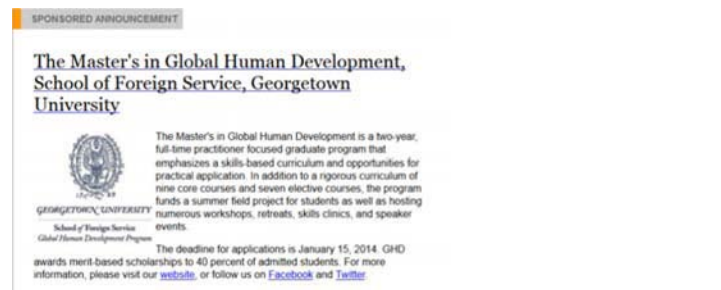 SPONSORED ANNOUNCEMENT
The Master's in Global Human Development,
School of Foreign Service, Georgetown
University
The Master's in Global Human Development is a two-year,
full-time practitioner focused graduate program that
emphasizes a skills-based curriculum and opportunities for
practical application. In addition to a rigorous curriculum of
nine core courses and seven elective courses, the program
funds a summer field project for students as well as hosting
numerous workshops, retreats, skills clinics, and speaker
events.
GEORGETOWN UNIVERSITY
School of Foreign Service
Global Human Development Program
The deadline for applications is January 15, 2014. GHD
awards merit-based scholarships to 40 percent of admitted students. For more
information, please visit our website, or follow us on Facebook and Twitter.